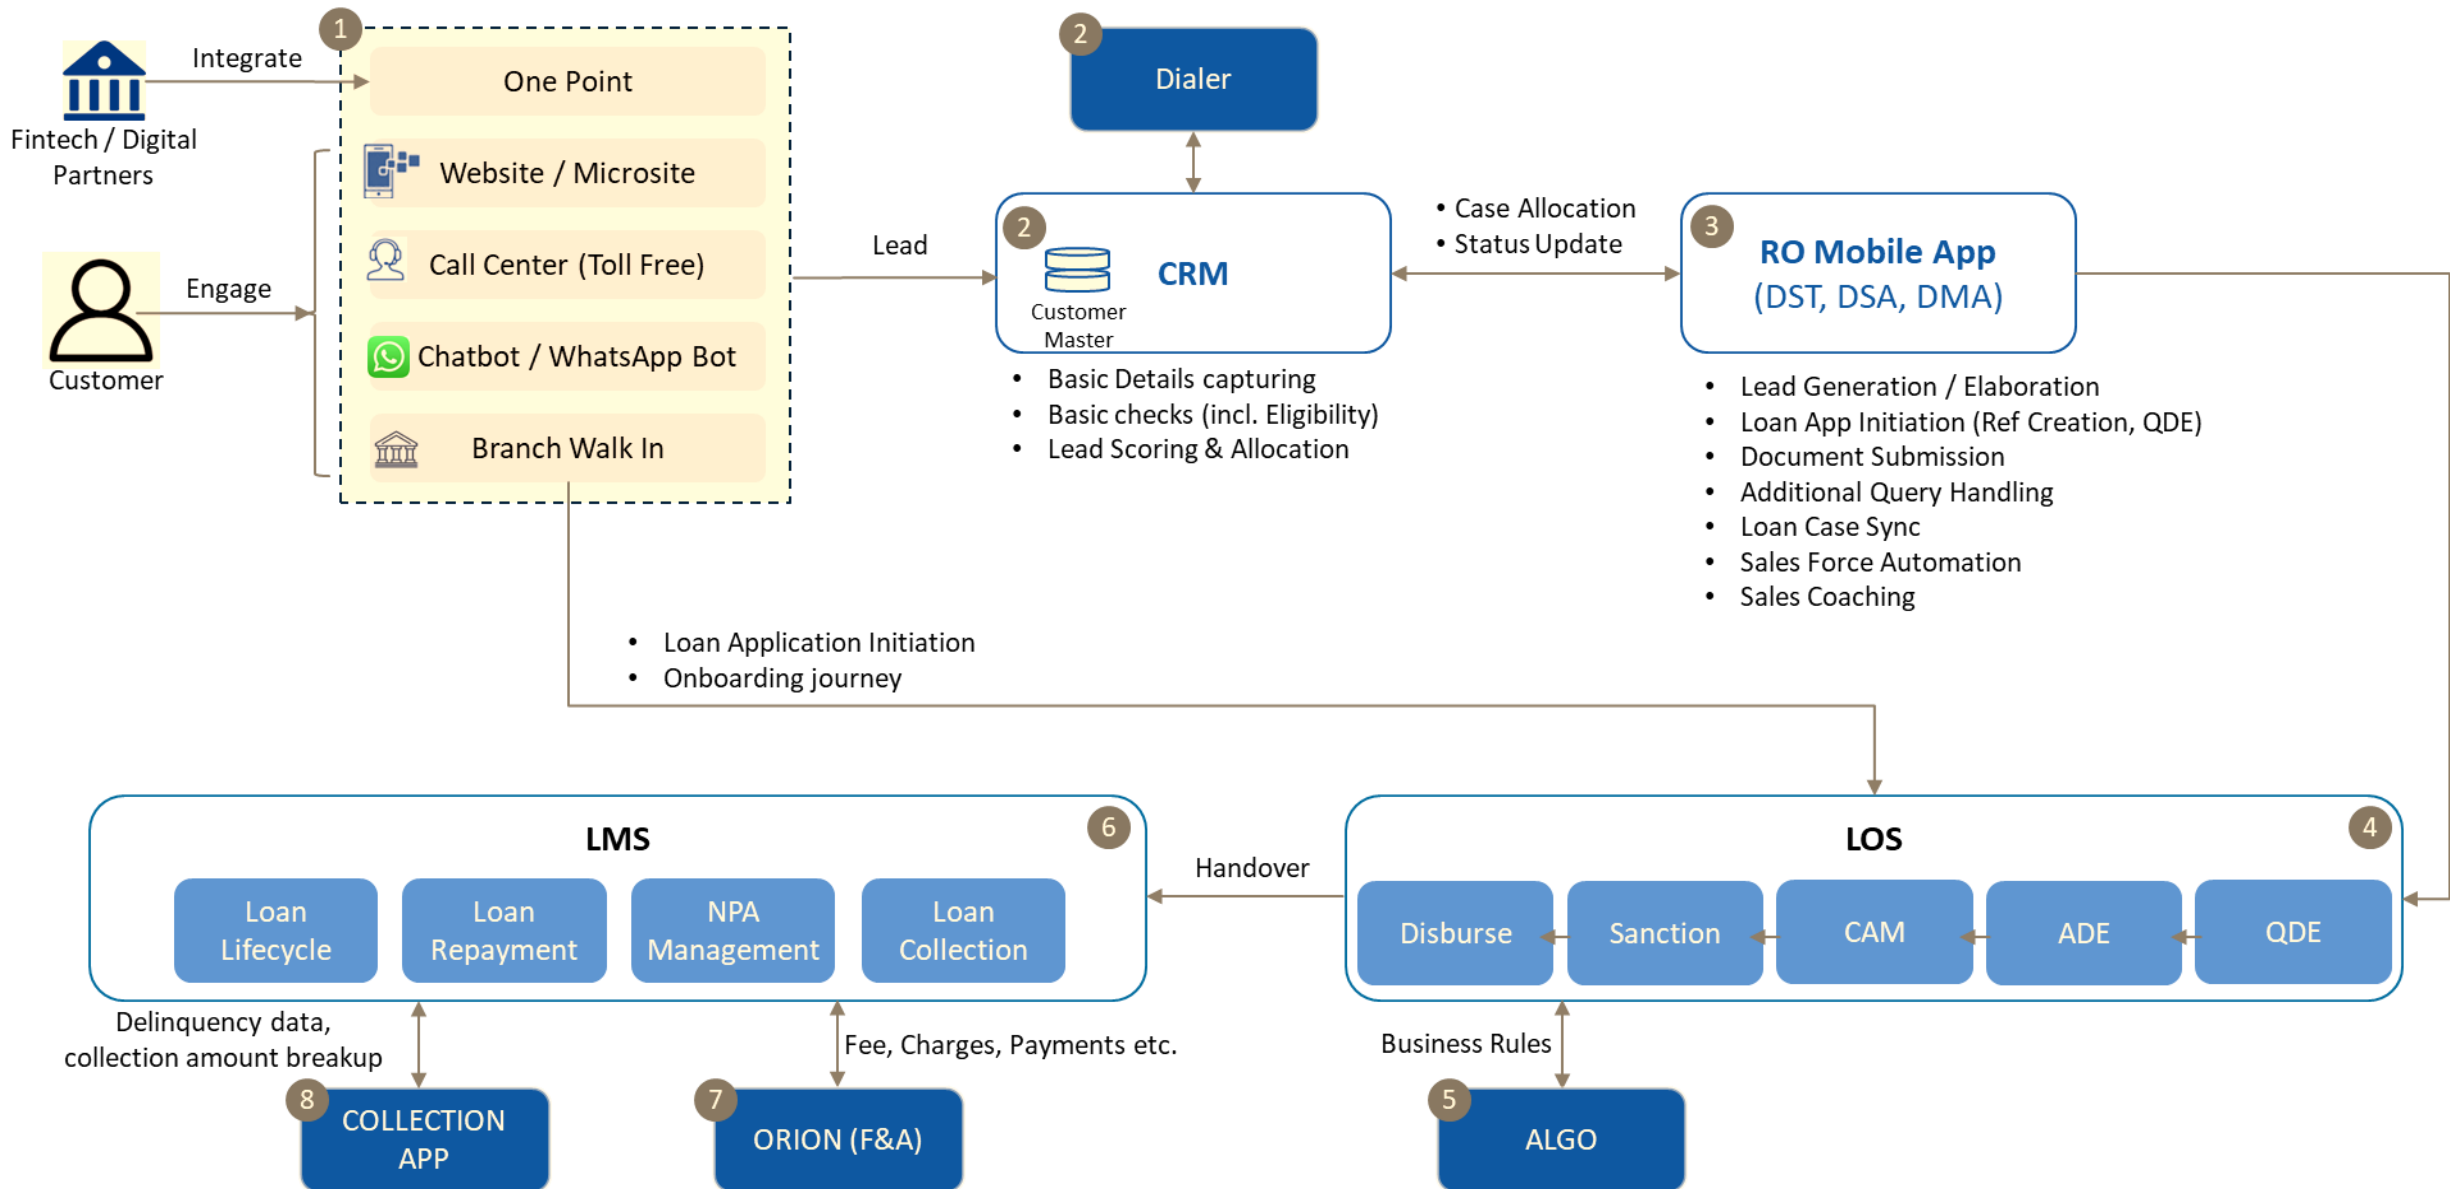 1
Integrate
One Point
Fintech / Digital
Partners
Website / Microsite
Call Center (Toll Free)
Engage
Customer
Chatbot / WhatsApp Bot
Branch Walk In
Lead
2
Dialer
2
CRM
Customer
Master
• Basic Details capturing
• Basic checks (incl. Eligibility)
• Lead Scoring & Allocation
• Case Allocation
• Status Update
3
RO Mobile App
(DST, DSA, DMA)
• Lead Generation / Elaboration
• Loan App Initiation (Ref Creation, QDE)
• Document Submission
• Additional Query Handling
• Loan Case Sync
• Sales Force Automation
• Sales Coaching
• Loan Application Initiation
• Onboarding journey
LMS
6
Loan
Lifecycle
Loan
Repayment
NPA
Management
Loan
Collection
Handover
LOS
4
Disburse
Sanction
CAM
ADE
QDE
Delinquency data,
collection amount breakup
Fee, Charges, Payments etc.
Business Rules
8
COLLECTION
APP
7
ORION (F&A)
5
ALGO